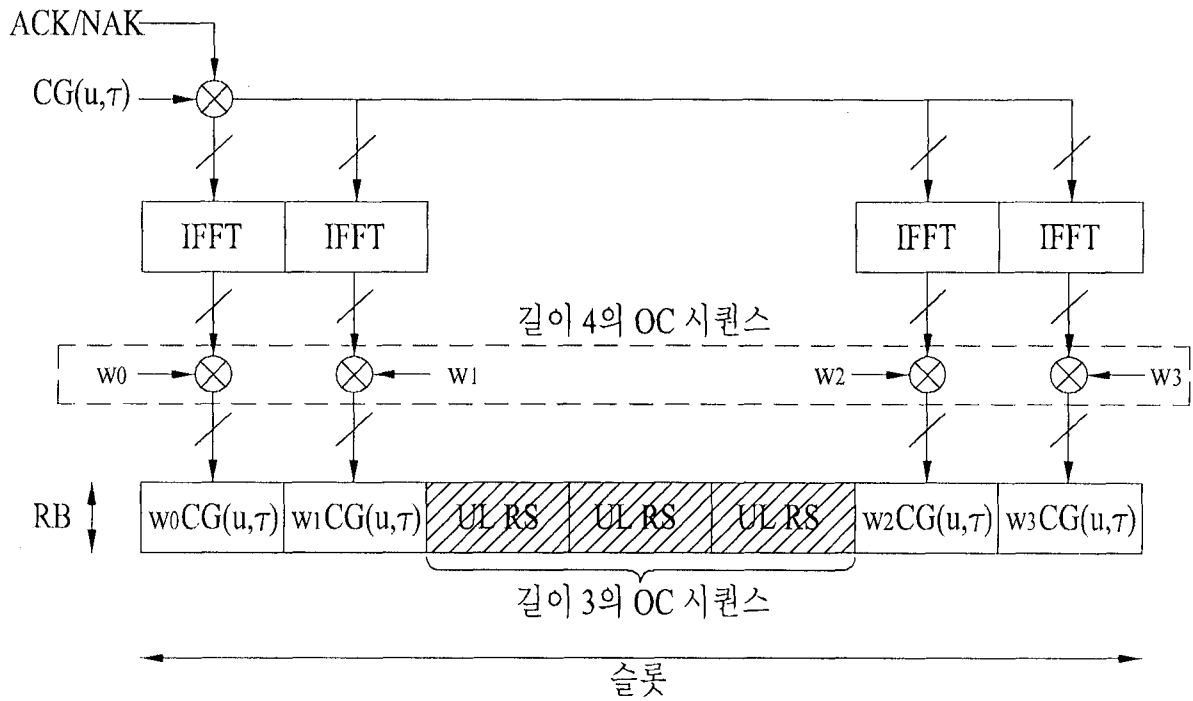 ACK/NAK
CG(u,τ)
IFFT IFFT IFFT IFFT
길이 4의 OC 시퀀스
w0 w1 w2 w3
RB w0CG(u,τ) w1CG(u,τ) UL RS UL RS UL RS w2CG(u,τ) w3CG(u,τ)
길이 3의 OC 시퀀스
슬롯